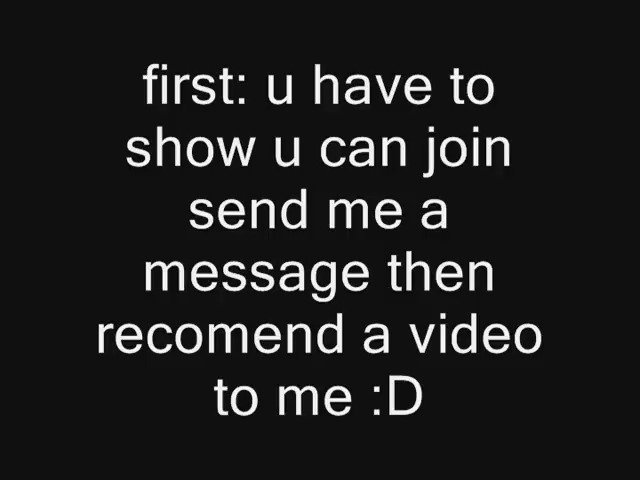 first: u have to
show u can join
send me a
message then
recomend a video
to me :D